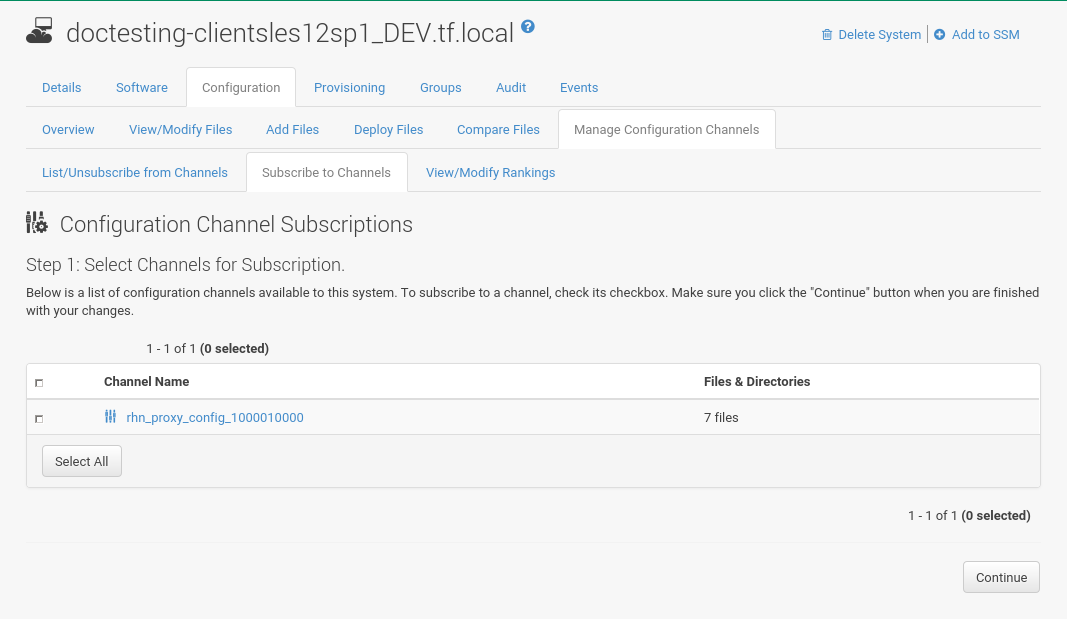 doctesting-clientsles12sp1_DEV.tf.local ?
Delete System Add to SSM
Details Software Configuration Provisioning Groups Audit Events
Overview View/Modify Files Add Files Deploy Files Compare Files Manage Configuration Channels
List/Unsubscribe from Channels Subscribe to Channels View/Modify Rankings
Configuration Channel Subscriptions
Step 1: Select Channels for Subscription.
Below is a list of configuration channels available to this system. To subscribe to a channel, check its checkbox. Make sure you click the "Continue" button when you are finished
with your changes.
1 - 1 of 1 (0 selected)
Channel Name Files & Directories
rhn_proxy_config_1000010000 7 files
Select All
1 - 1 of 1 (0 selected)
Continue